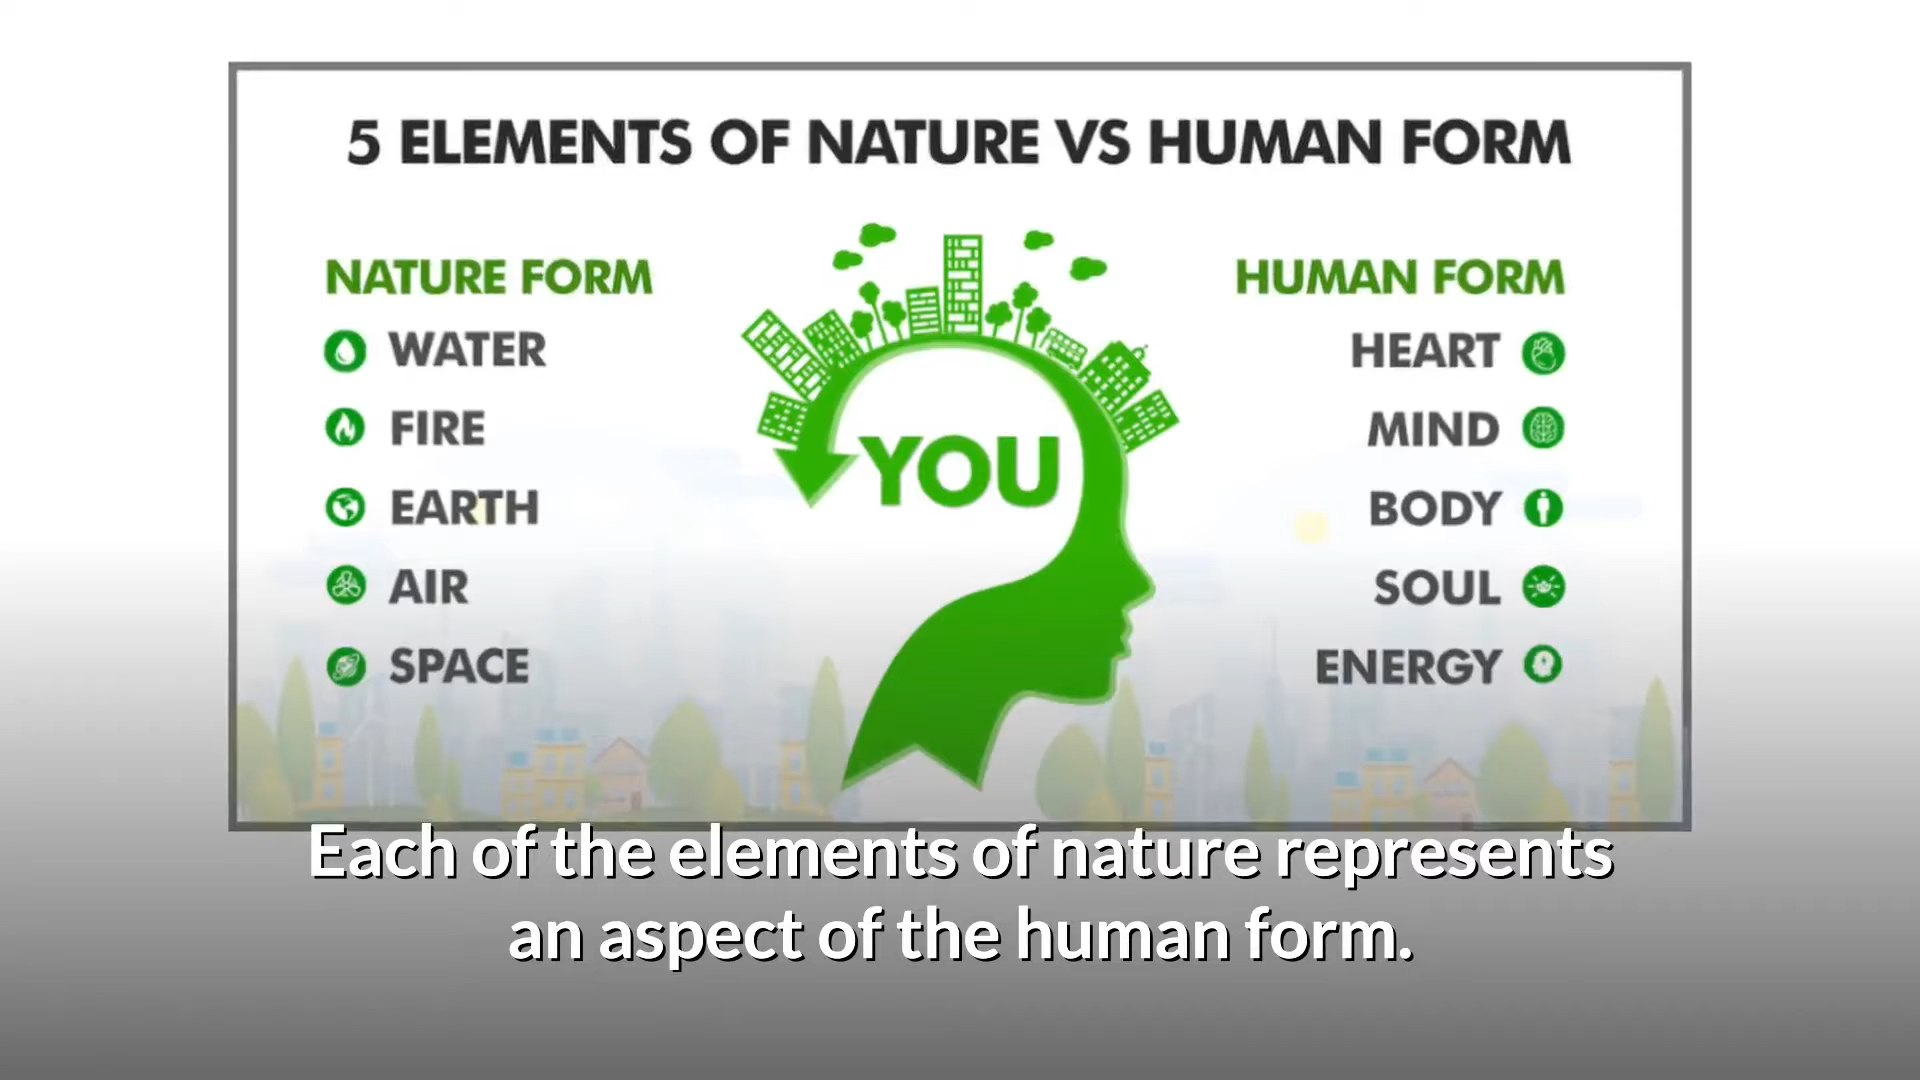 5 ELEMENTS OF NATURE VS HUMAN FORM
NATURE FORM
WATER
FIRE
EARTH
AIR
SPACE
YOU
HUMAN FORM
HEART
MIND
BODY
SOUL
ENERGY
Each of the elements of nature represents
an aspect of the human form.